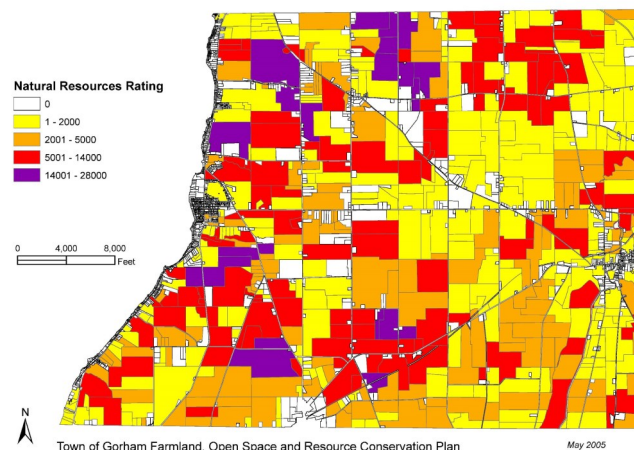 Natural Resources Rating
0
1 - 2000
2001 - 5000
5001 - 14000
14001 - 28000
0 4,000 8,000
Feet
N
Town of Gorham Farmland, Open Space and Resource Conservation Plan
May 2005